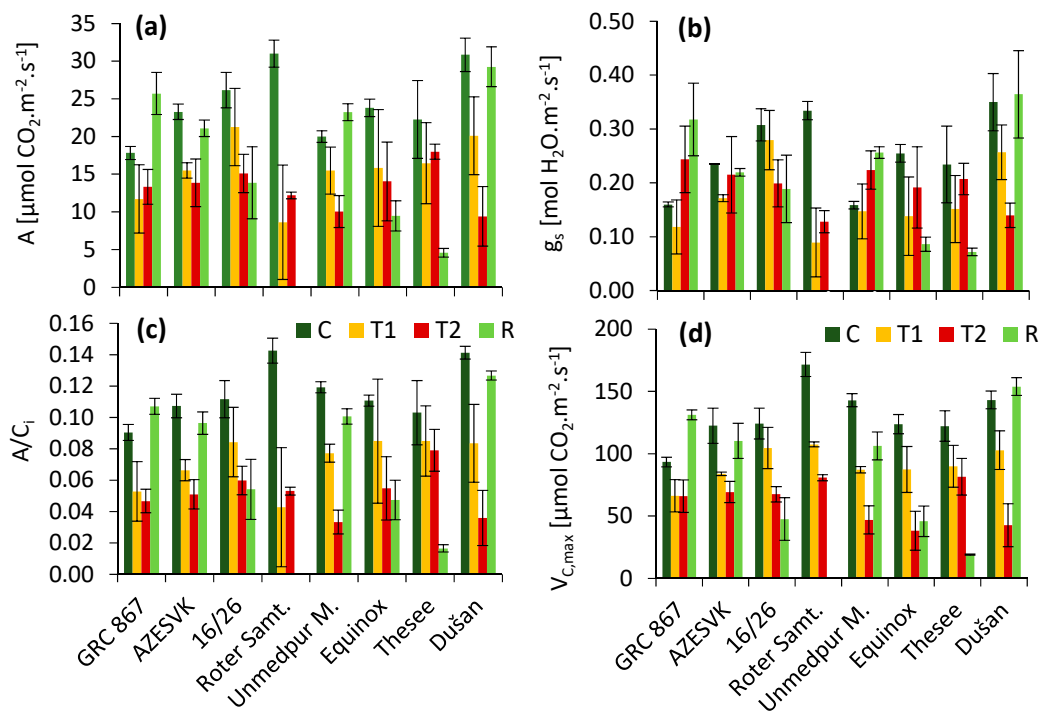 (a)
A [µmol CO₂.m⁻².s⁻¹]
35
30
25
20
15
10
5
0
(b)
gₛ [mol H₂O.m⁻².s⁻¹]
0.50
0.40
0.30
0.20
0.10
0.00
(c)
C T1 T2 R
A/Cᵢ
0.16
0.14
0.12
0.10
0.08
0.06
0.04
0.02
0.00
GRC 867
AZESVK
16/26
Roter Samt.
Unmedpur M.
Equinox
Thesee
Dušan
(d)
C T1 T2 R
V_C,max [µmol CO₂.m⁻².s⁻¹]
200
150
100
50
0
GRC 867
AZESVK
16/26
Roter Samt.
Unmedpur M.
Equinox
Thesee
Dušan